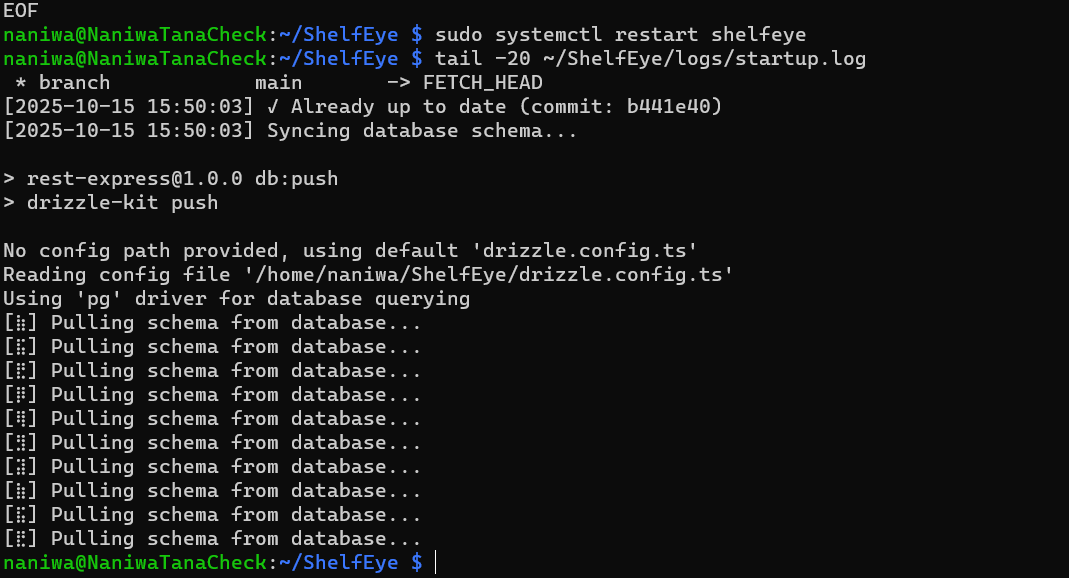 EOF
naniwa@NaniwaTanaCheck:~/ShelfEye $ sudo systemctl restart shelfeye
naniwa@NaniwaTanaCheck:~/ShelfEye $ tail -20 ~/ShelfEye/logs/startup.log
 * branch            main       -> FETCH_HEAD
[2025-10-15 15:50:03] ✓ Already up to date (commit: b441e40)
[2025-10-15 15:50:03] Syncing database schema...

> rest-express@1.0.0 db:push
> drizzle-kit push

No config path provided, using default 'drizzle.config.ts'
Reading config file '/home/naniwa/ShelfEye/drizzle.config.ts'
Using 'pg' driver for database querying
[⣷] Pulling schema from database...
[⣯] Pulling schema from database...
[⣟] Pulling schema from database...
[⡿] Pulling schema from database...
[⢿] Pulling schema from database...
[⣻] Pulling schema from database...
[⣽] Pulling schema from database...
[⣷] Pulling schema from database...
[⣯] Pulling schema from database...
[⣟] Pulling schema from database...
naniwa@NaniwaTanaCheck:~/ShelfEye $